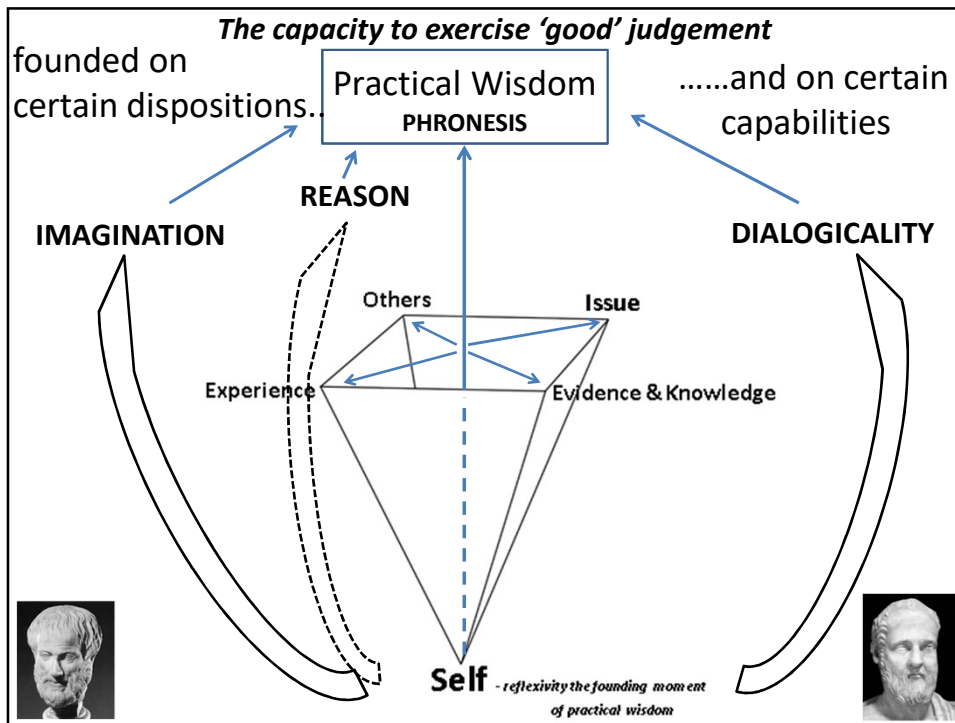 The capacity to exercise ‘good’ judgement
founded on
certain dispositions..
Practical Wisdom
PHRONESIS
……and on certain
capabilities
REASON
IMAGINATION
DIALOGICALITY
Others
Issue
Experience
Evidence & Knowledge
Self - reflexivity the founding moment
of practical wisdom